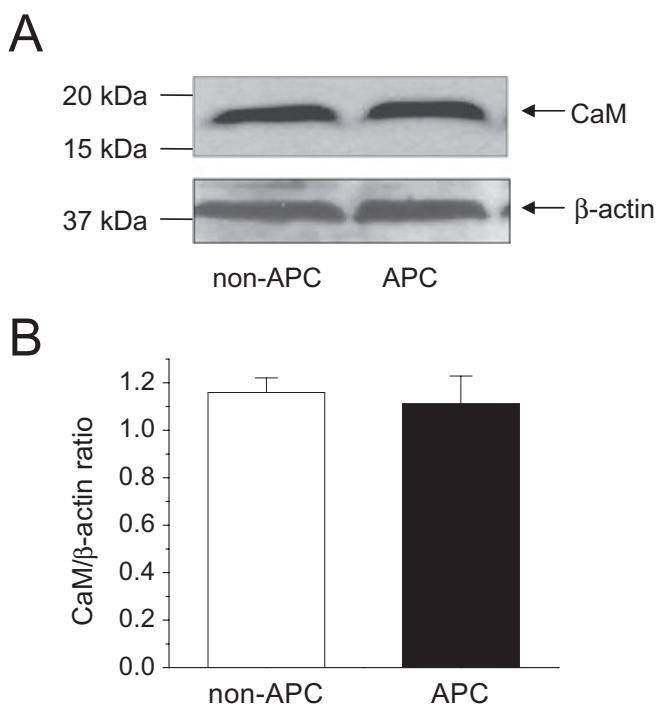 A
20 kDa
CaM
15 kDa
37 kDa
β-actin
non-APC APC
B
1.2
1.0
0.8
0.6
0.4
0.2
0.0
CaM/β-actin ratio
non-APC APC